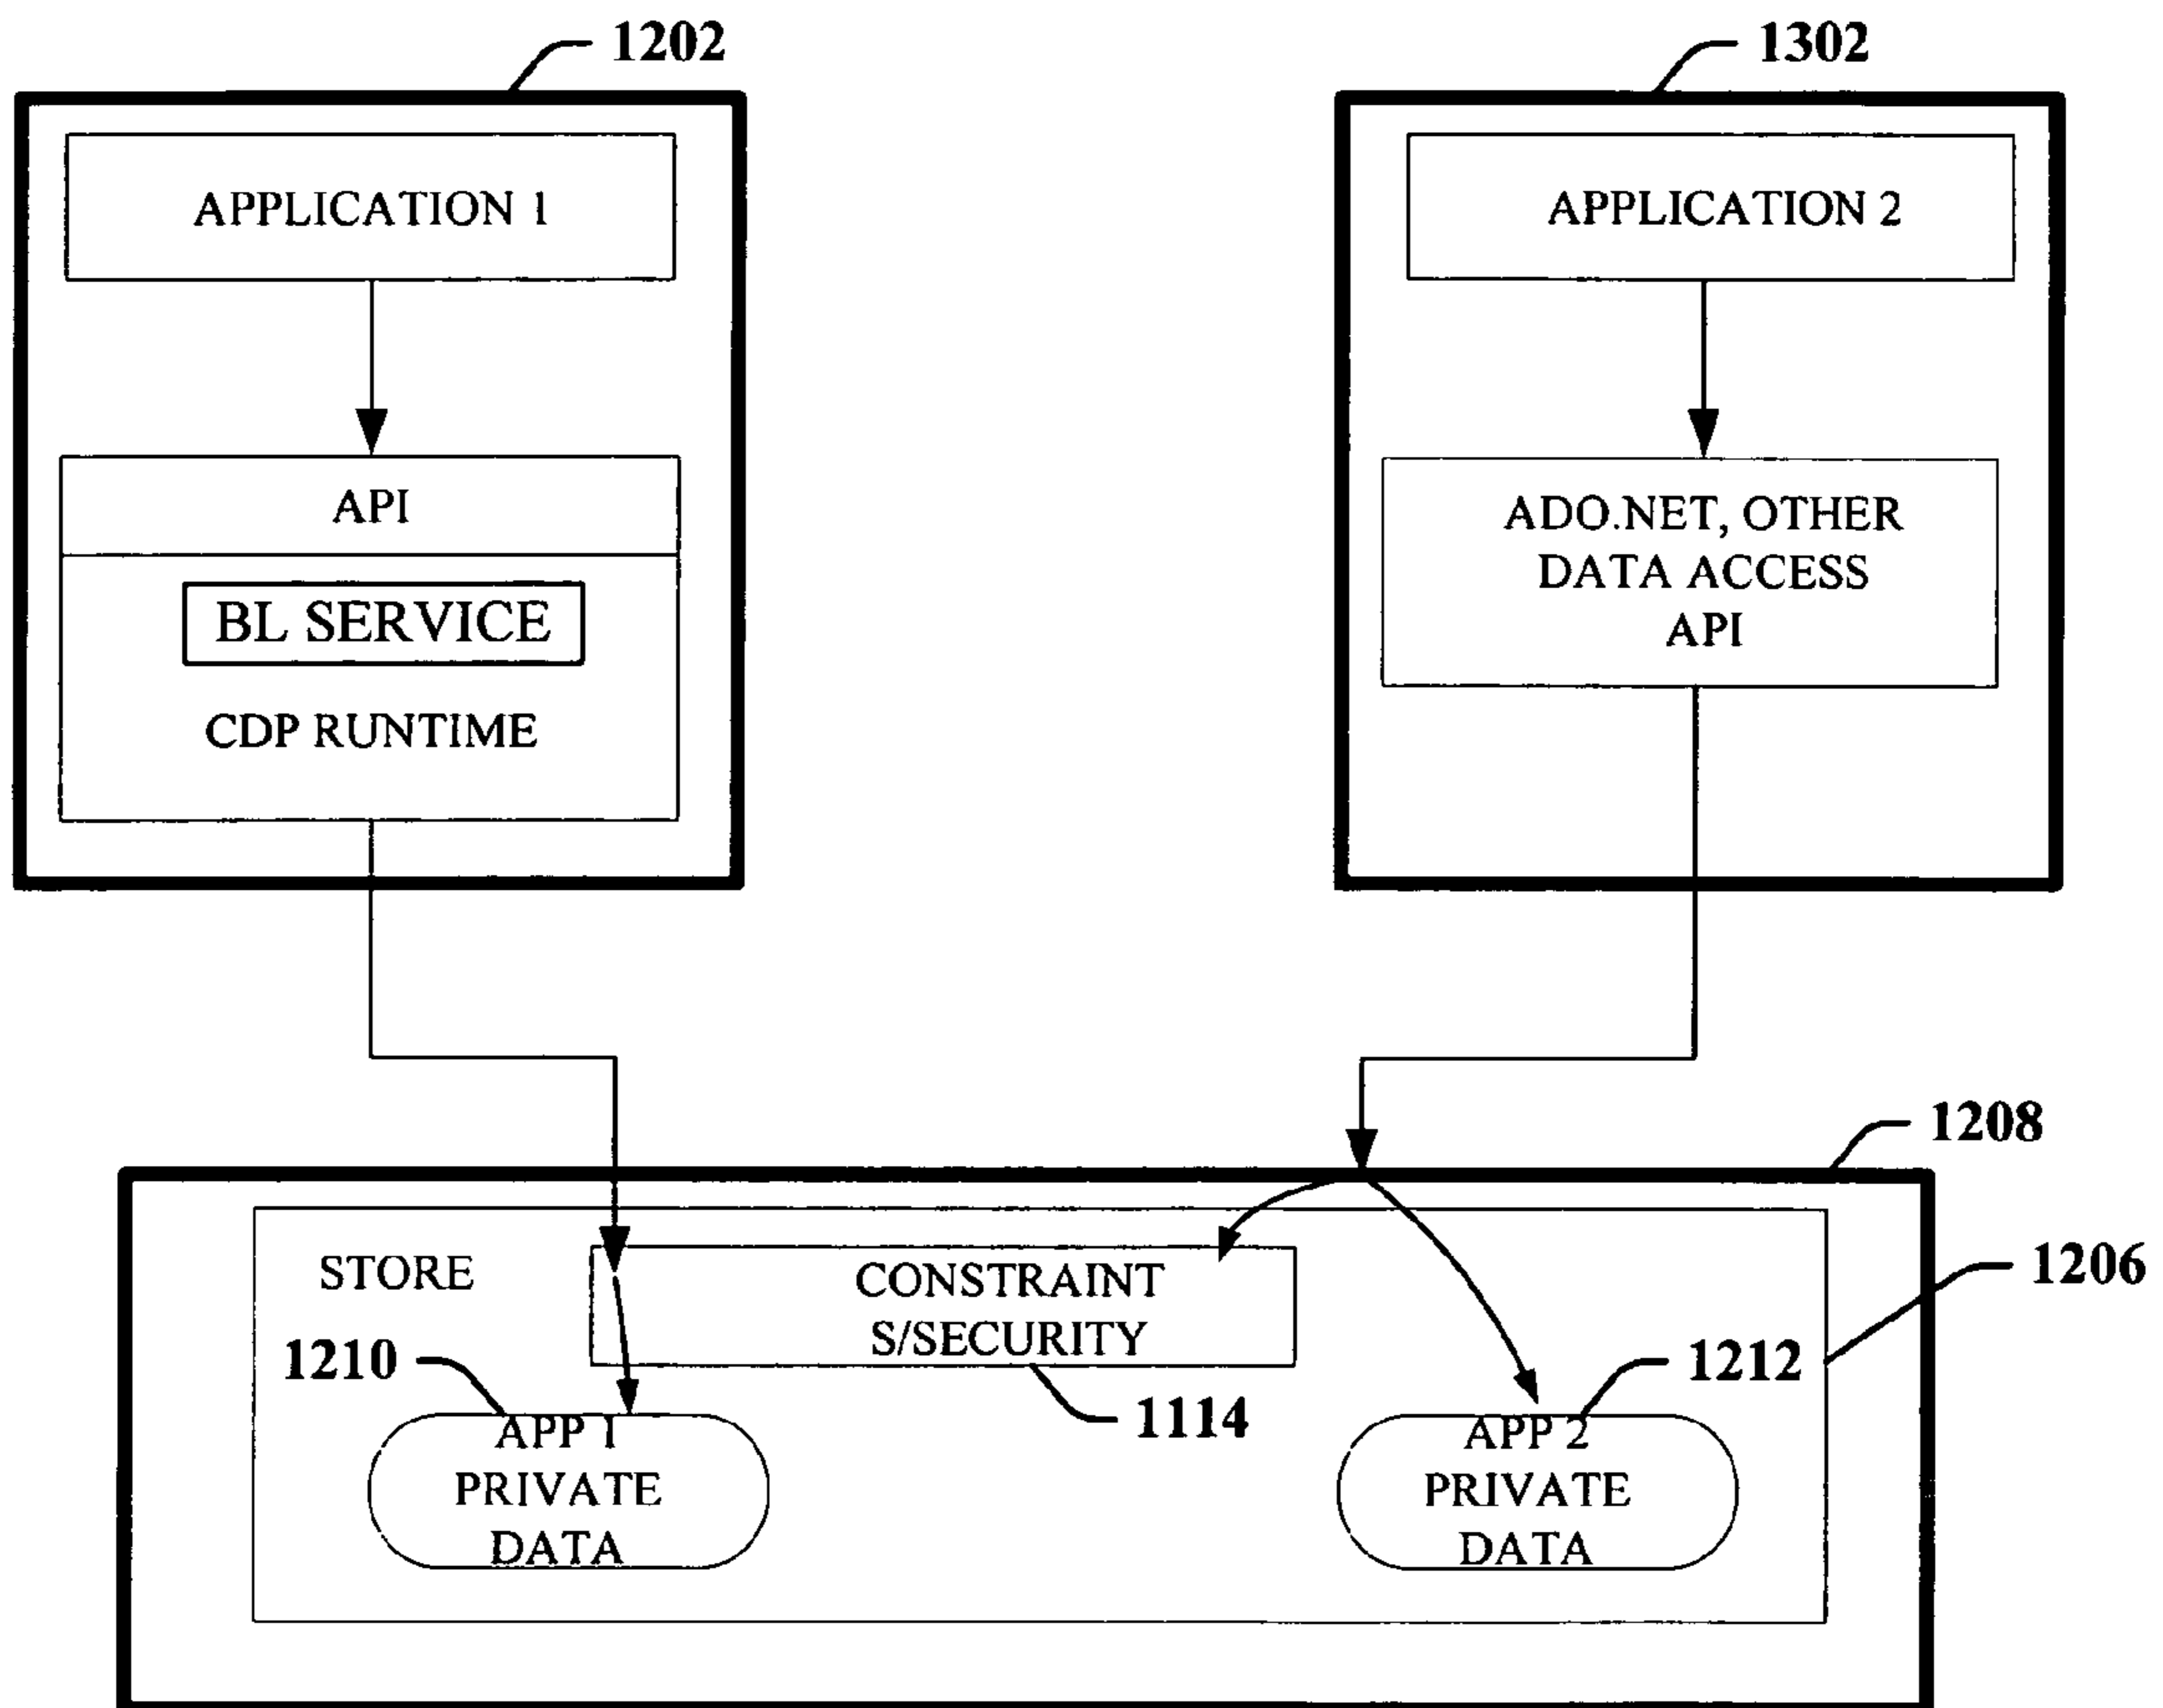 1202
1302
APPLICATION 1
APPLICATION 2
API
BL SERVICE
CDP RUNTIME
ADO.NET, OTHER
DATA ACCESS
API
1208
1206
STORE
CONSTRAINT
S/SECURITY
1210
1212
1114
APP 1
PRIVATE
DATA
APP 2
PRIVATE
DATA